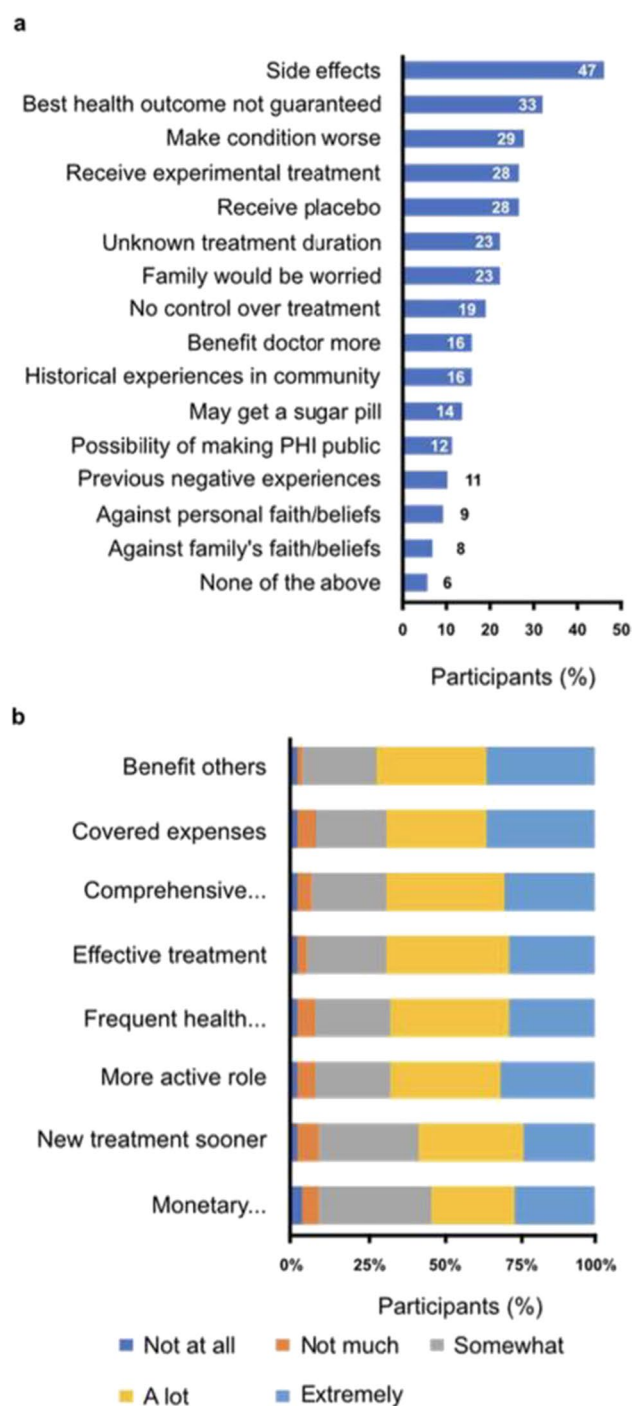 a
Side effects 47
Best health outcome not guaranteed 33
Make condition worse 29
Receive experimental treatment 28
Receive placebo 28
Unknown treatment duration 23
Family would be worried 23
No control over treatment 19
Benefit doctor more 16
Historical experiences in community 16
May get a sugar pill 14
Possibility of making PHI public 12
Previous negative experiences 11
Against personal faith/beliefs 9
Against family's faith/beliefs 8
None of the above 6
0 10 20 30 40 50
Participants (%)
b
Benefit others
Covered expenses
Comprehensive...
Effective treatment
Frequent health...
More active role
New treatment sooner
Monetary...
0% 25% 50% 75% 100%
Participants (%)
Not at all Not much Somewhat
A lot Extremely